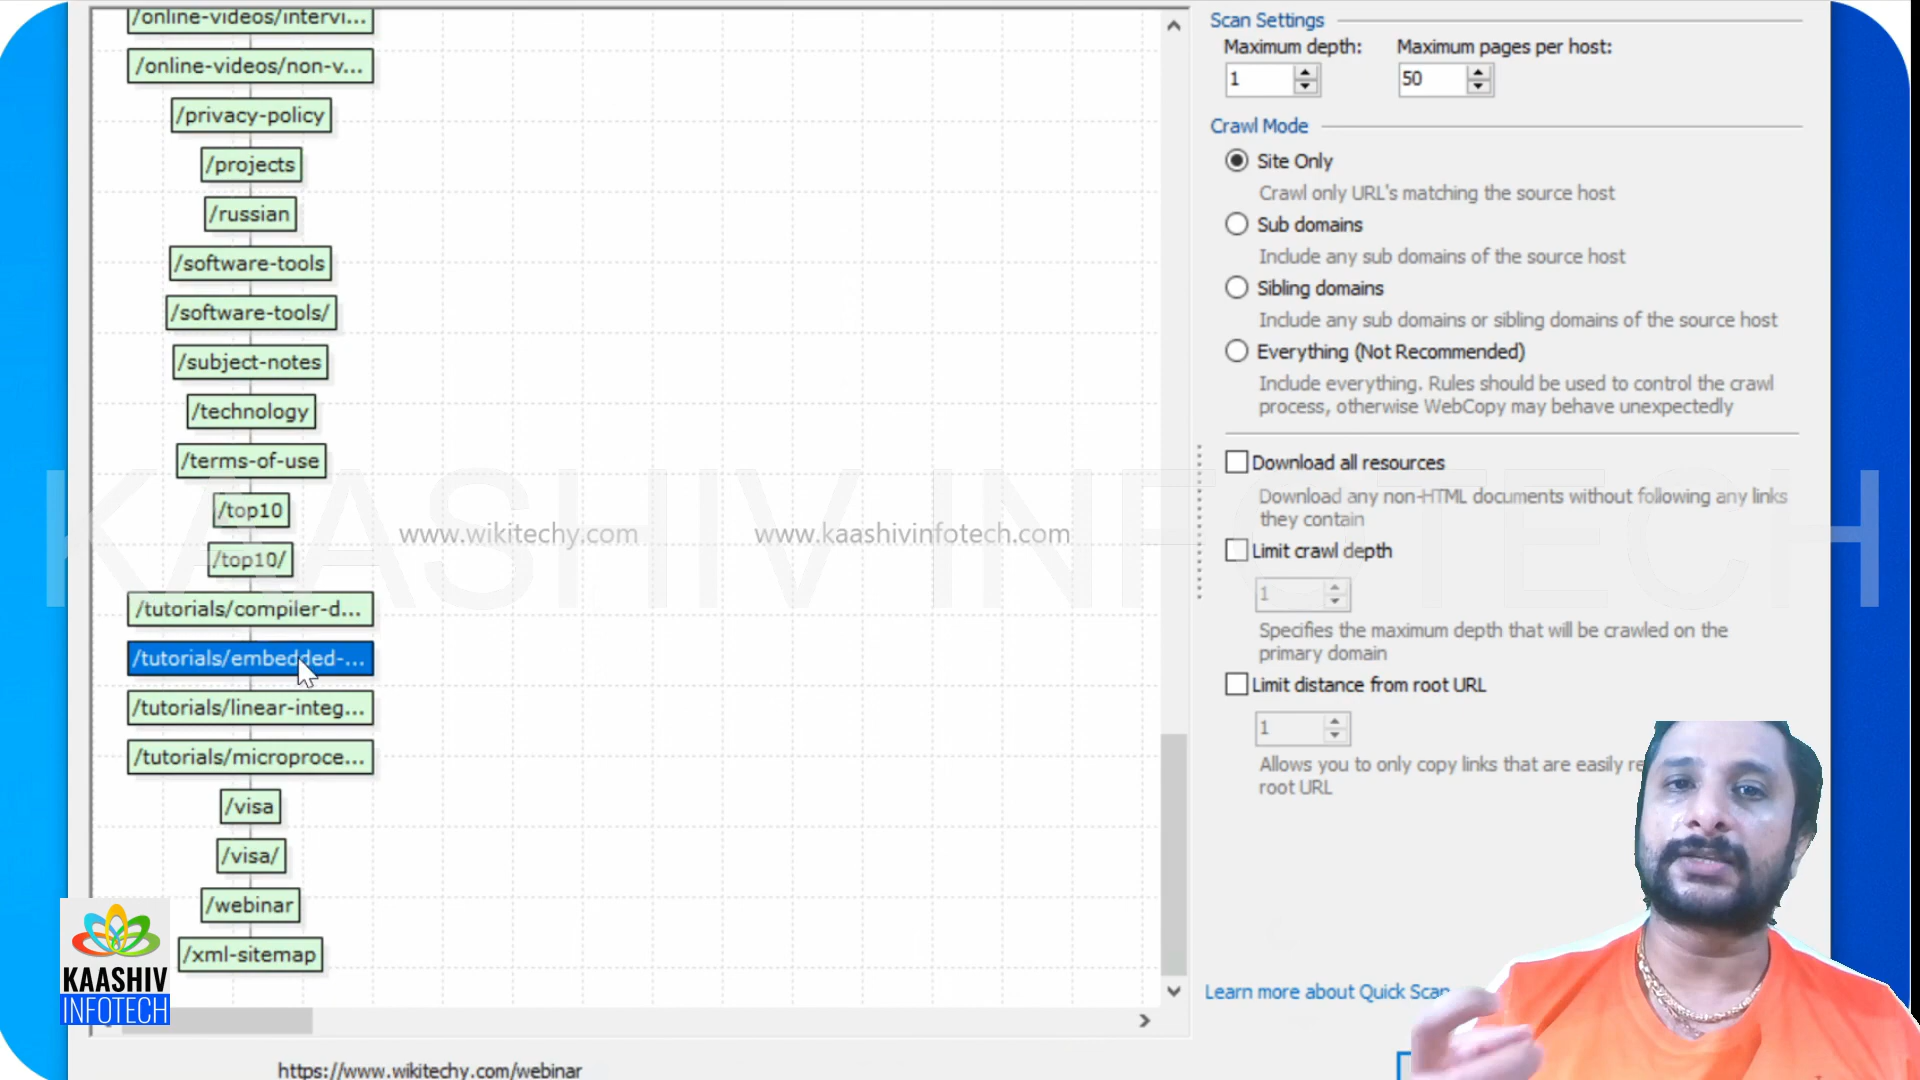 /online-videos/intervi...
/online-videos/non-v...
/privacy-policy
/projects
/russian
/software-tools
/software-tools/
/subject-notes
/technology
/terms-of-use
/top10
/top10/
/tutorials/compiler-d...
/tutorials/embedded-...
/tutorials/linear-integ...
/tutorials/microproce...
/visa
/visa/
/webinar
/xml-sitemap
https://www.wikitechy.com/webinar
KAASHIV INFOTECH
www.wikitechy.com
www.kaashivinfotech.com
KAASHIV
INFOTECH
Scan Settings
Maximum depth: Maximum pages per host:
1 50
Crawl Mode
Site Only
Crawl only URL's matching the source host
Sub domains
Include any sub domains of the source host
Sibling domains
Include any sub domains or sibling domains of the source host
Everything (Not Recommended)
Include everything. Rules should be used to control the crawl
process, otherwise WebCopy may behave unexpectedly
Download all resources
Download any non-HTML documents without following any links
they contain
Limit crawl depth
1
Specifies the maximum depth that will be crawled on the
primary domain
Limit distance from root URL
1
Allows you to only copy links that are easily
root URL
Learn more about Quick Scan